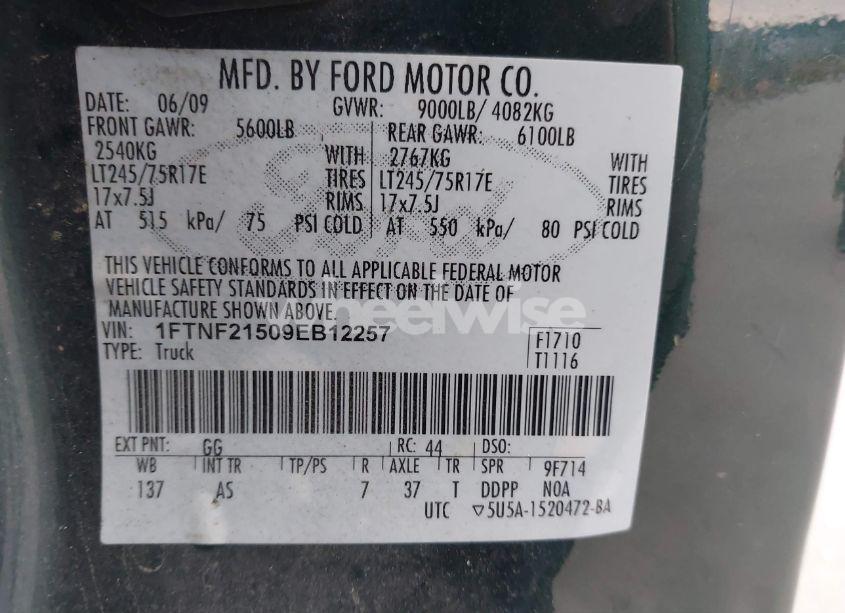 MFD. BY FORD MOTOR CO.
DATE: 06/09 GVWR: 9000LB/ 4082KG
FRONT GAWR: 5600LB REAR GAWR: 6100LB
2540KG WITH 2767KG WITH
LT245/75R17E TIRES LT245/75R17E TIRES
17x7.5J RIMS 17x7.5J RIMS
AT 515 kPa/ 75 PSI COLD AT 550 kPa/ 80 PSI COLD
THIS VEHICLE CONFORMS TO ALL APPLICABLE FEDERAL MOTOR
VEHICLE SAFETY STANDARDS IN EFFECT ON THE DATE OF
MANUFACTURE SHOWN ABOVE.
VIN: 1FTNF21509EB12257 F1710
TYPE: Truck T1116
EXT PNT: GG RC: 44 DSO:
WB INT TR TP/PS R AXLE TR SPR 9F714
137 AS 7 37 T DDPP NOA
UTC ▽5U5A-1520472-BA